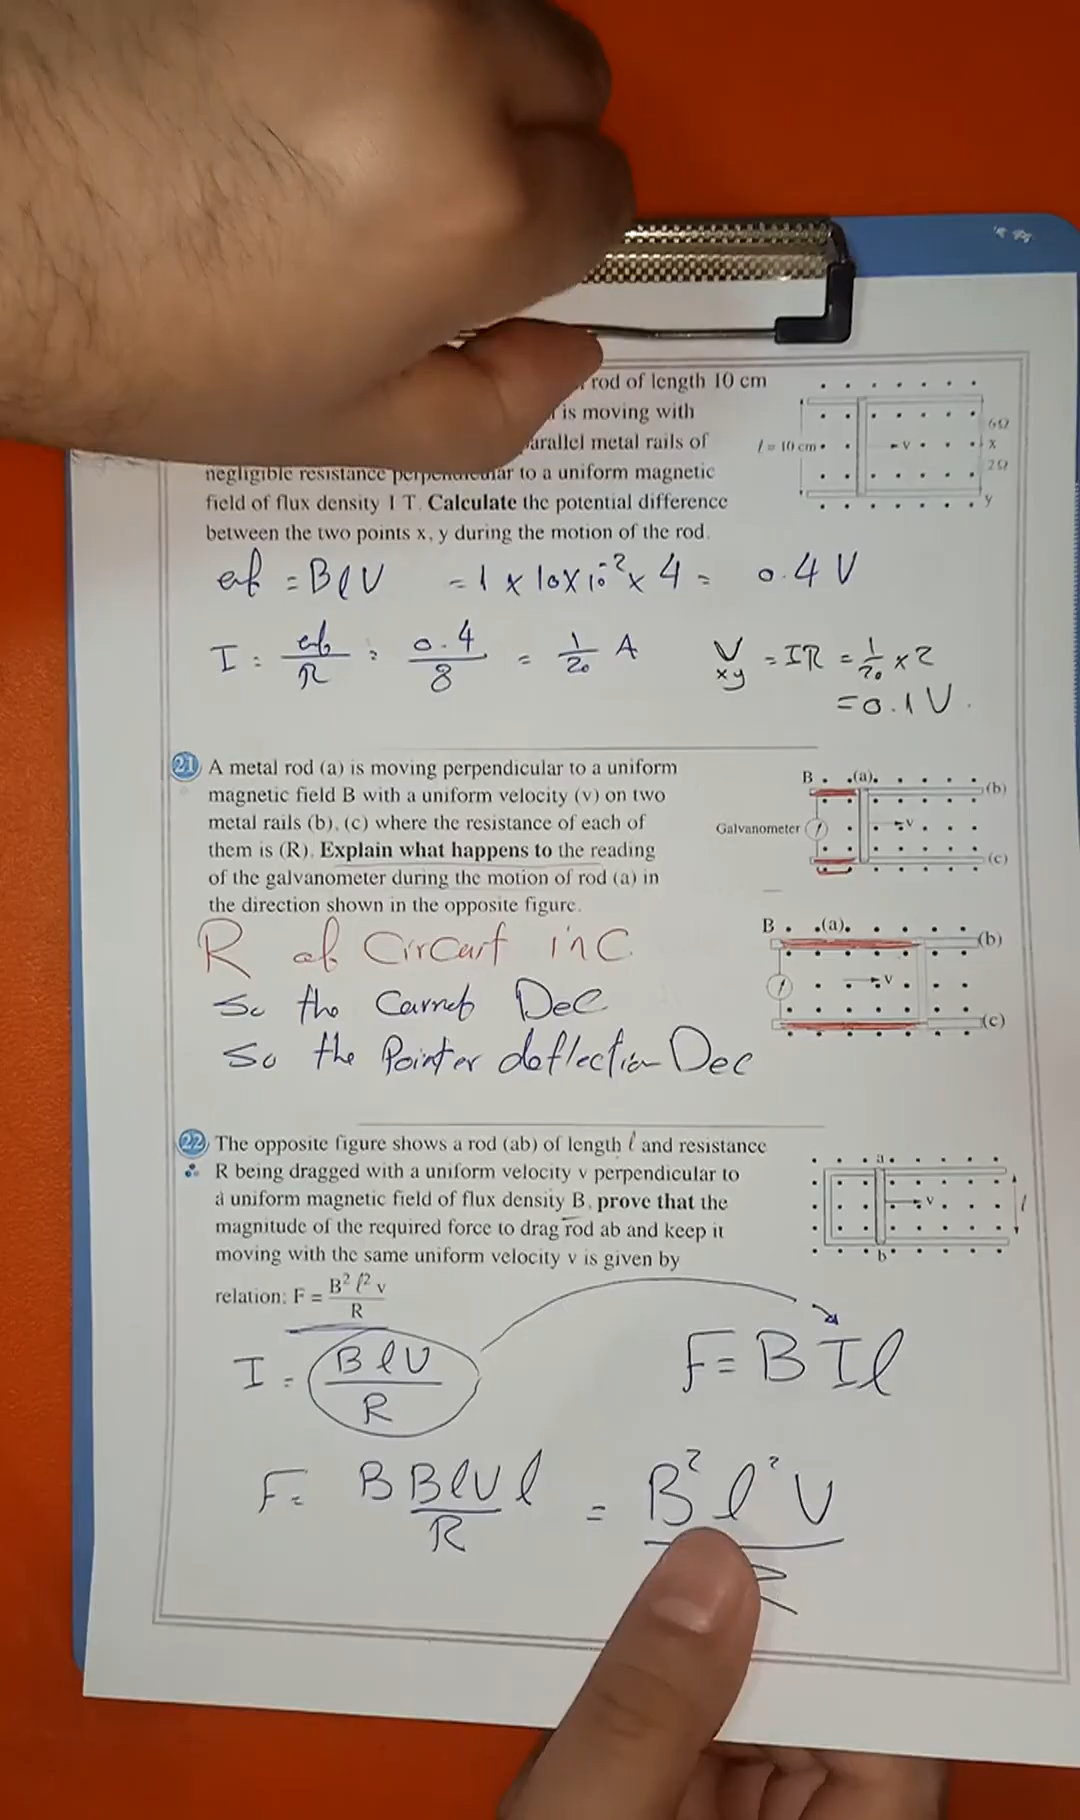 rod of length 10 cm
is moving with
arallel metal rails of
negligible resistance perpendicular to a uniform magnetic
field of flux density 1 T. Calculate the potential difference
between the two points x, y during the motion of the rod.
l = 10 cm
v
6Ω
x
2Ω
y
emf = BlV = 1 x 10x10⁻² x 4 = 0.4 V
I = emf/R = 0.4/8 = 1/20 A
Vxy = IR = 1/20 x 2
= 0.1 V.
21 A metal rod (a) is moving perpendicular to a uniform
magnetic field B with a uniform velocity (v) on two
metal rails (b), (c) where the resistance of each of
them is (R). Explain what happens to the reading
of the galvanometer during the motion of rod (a) in
the direction shown in the opposite figure.
B (a)
(b)
Galvanometer
v
(c)
B (a)
(b)
v
(c)
R of Circuit inc
So the Current Dec
So the Pointer deflection Dec
22 The opposite figure shows a rod (ab) of length l and resistance
R being dragged with a uniform velocity v perpendicular to
a uniform magnetic field of flux density B, prove that the
magnitude of the required force to drag rod ab and keep it
moving with the same uniform velocity v is given by
relation: F = B² l² v / R
a
v
l
b
I = BlV/R
F = BIl
F = B BlV/R l = B² l² V